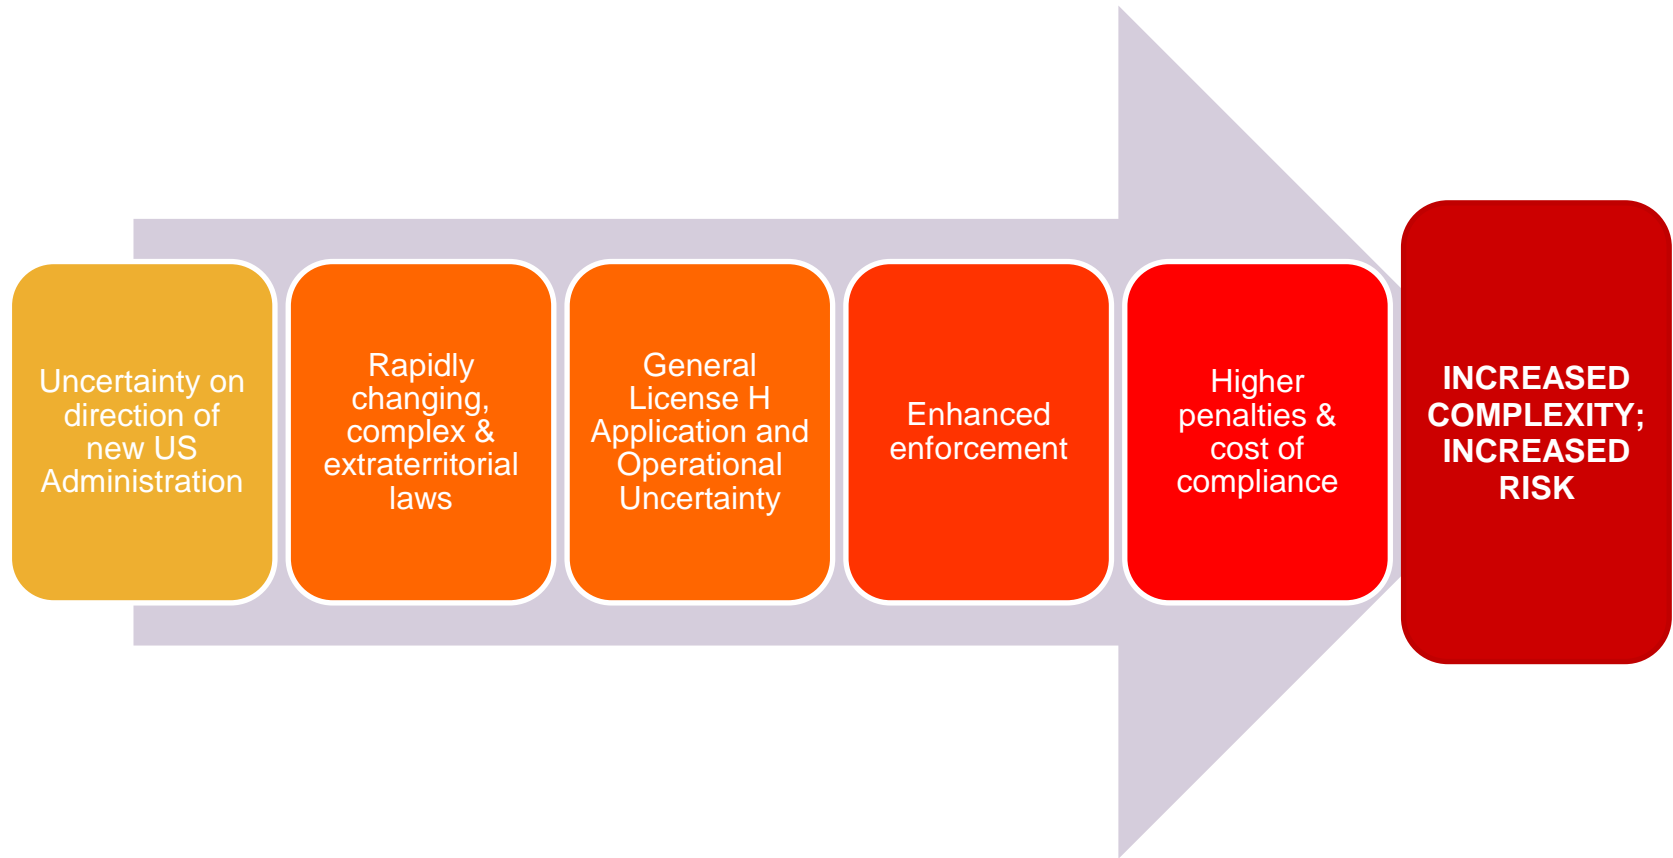 Uncertainty on
direction of
new US
Administration
Rapidly
changing,
complex &
extraterritorial
laws
General
License H
Application and
Operational
Uncertainty
Enhanced
enforcement
Higher
penalties &
cost of
compliance
INCREASED
COMPLEXITY;
INCREASED
RISK